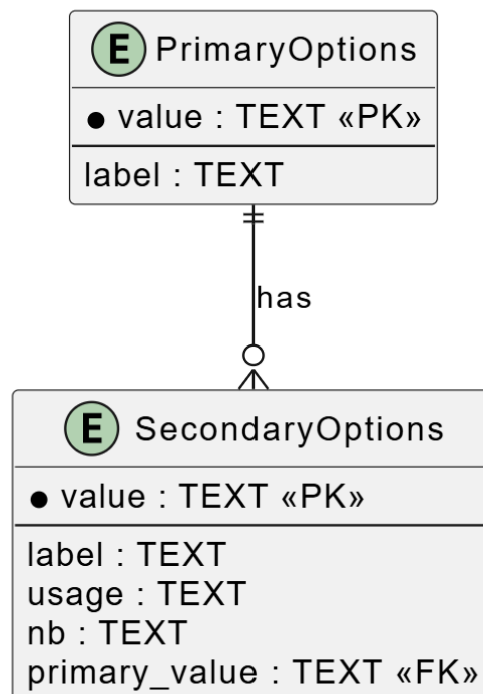 E PrimaryOptions
● value : TEXT «PK»
label : TEXT
has
E SecondaryOptions
● value : TEXT «PK»
label : TEXT
usage : TEXT
nb : TEXT
primary_value : TEXT «FK»